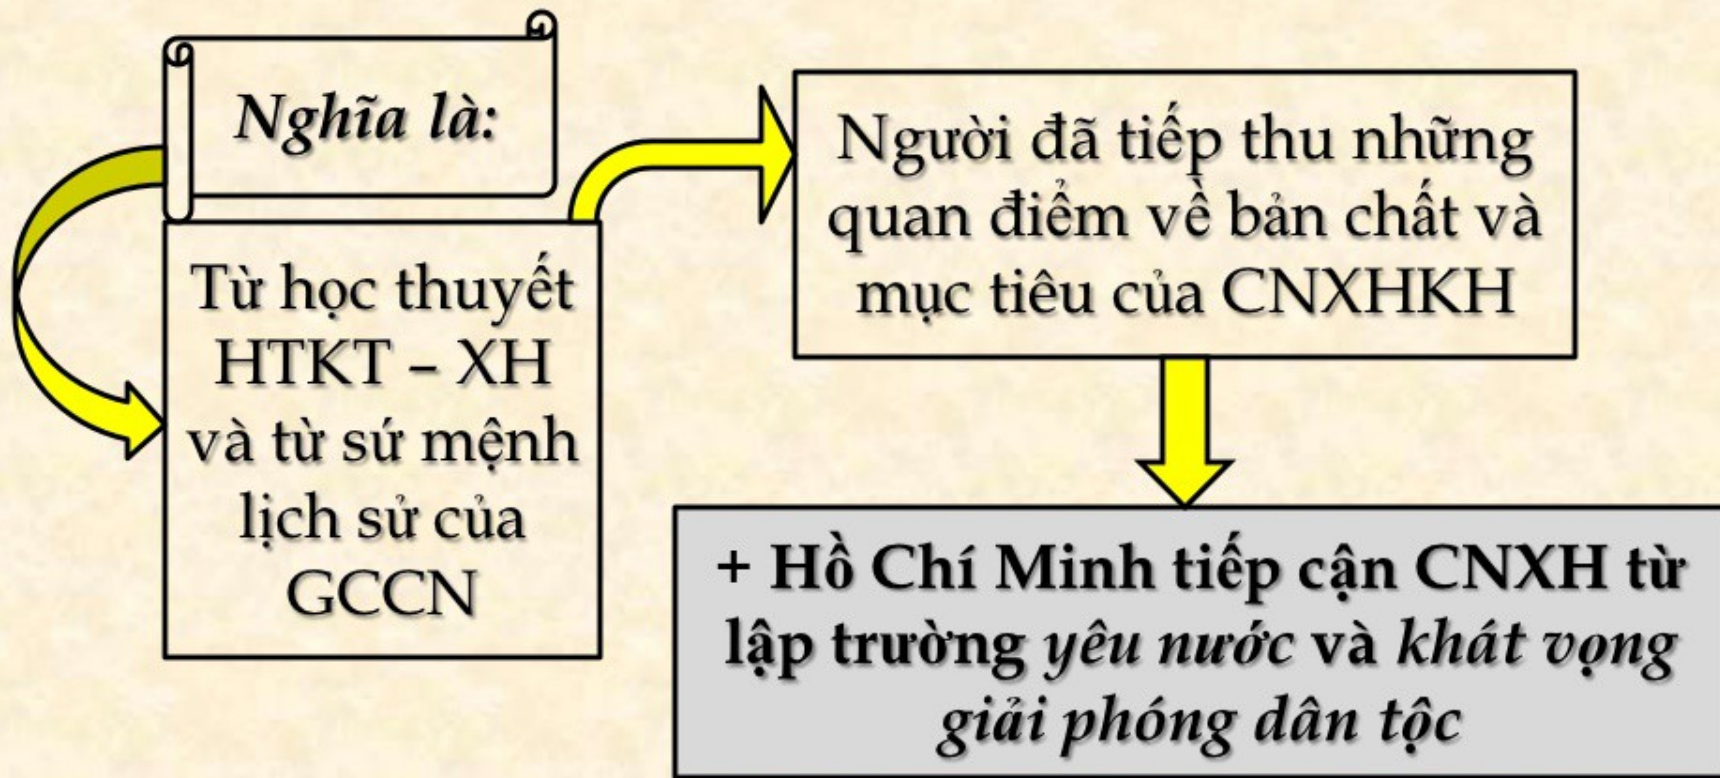 Nghĩa là:
Từ học thuyết
HTKT – XH
và từ sứ mệnh
lịch sử của
GCCN
Người đã tiếp thu những
quan điểm về bản chất và
mục tiêu của CNXHKH
+ Hồ Chí Minh tiếp cận CNXH từ
lập trường yêu nước và khát vọng
giải phóng dân tộc